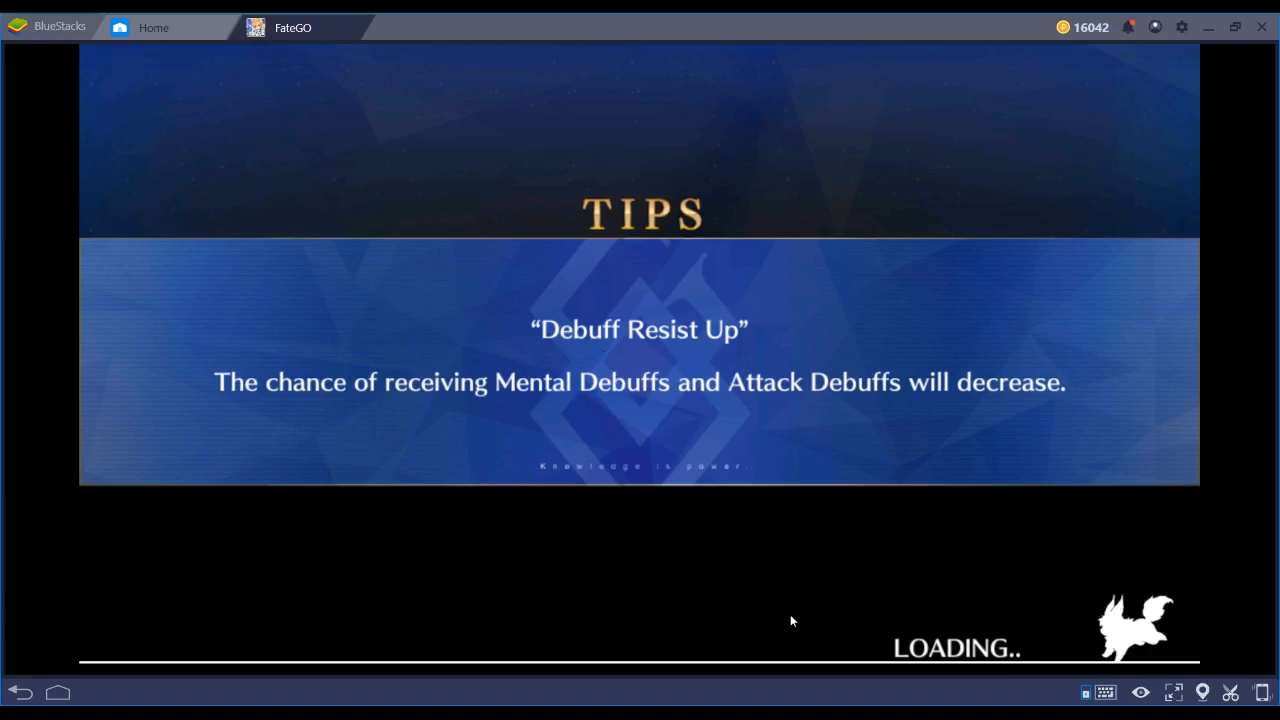 BlueStacks
Home
FateGO
16042
TIPS
“Debuff Resist Up”
The chance of receiving Mental Debuffs and Attack Debuffs will decrease.
Knowledge is power.
LOADING..